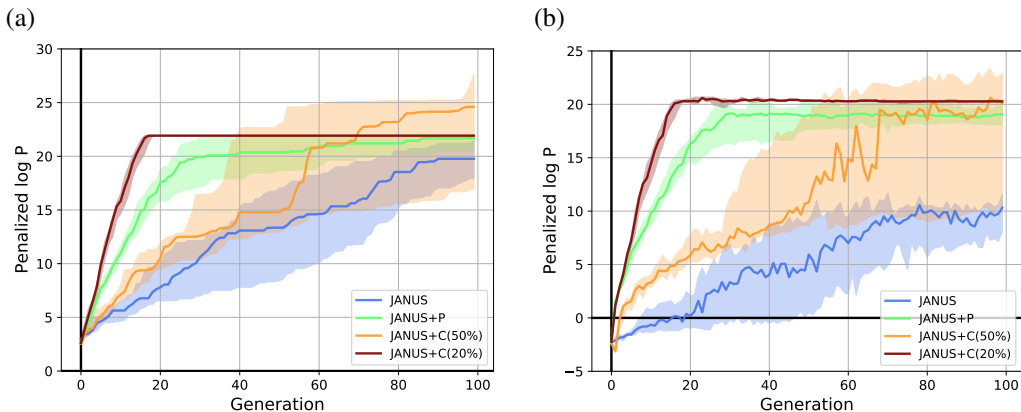 (a)
30
25
20
15
10
5
0
Penalized log P
0 20 40 60 80 100
Generation
JANUS
JANUS+P
JANUS+C(50%)
JANUS+C(20%)
(b)
25
20
15
10
5
0
−5
Penalized log P
0 20 40 60 80 100
Generation
JANUS
JANUS+P
JANUS+C(50%)
JANUS+C(20%)